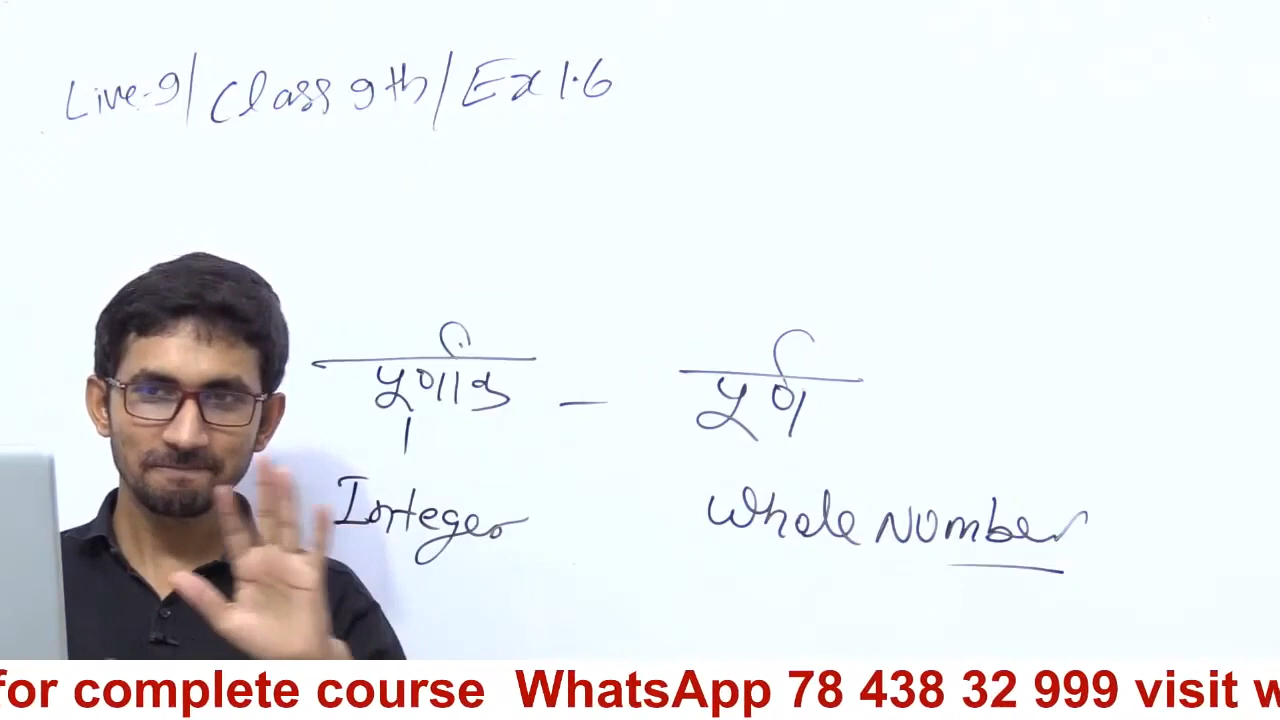 Live-9/Class 9th/Ex 1.6
पूर्णांक - पूर्ण
Integer Whole Number
for complete course WhatsApp 78 438 32 999 visit w